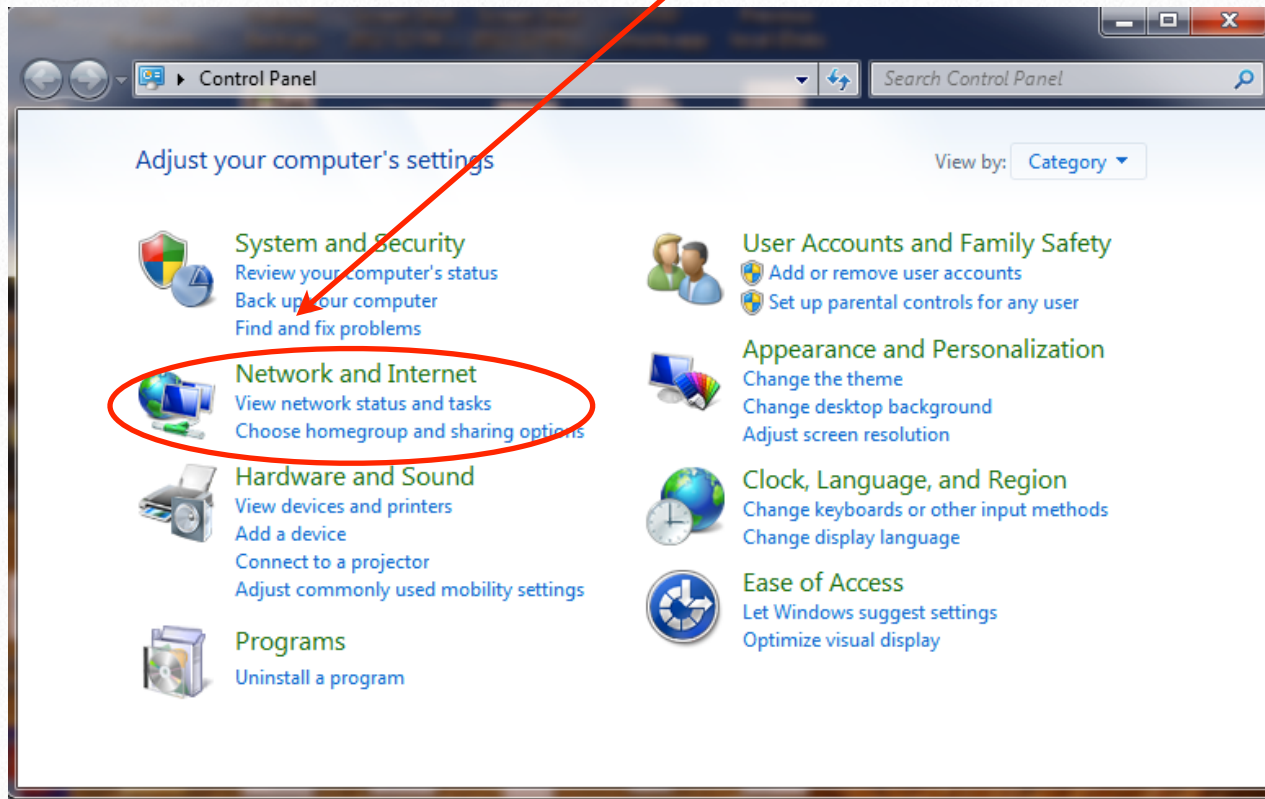 Control Panel
Search Control Panel
Adjust your computer's settings
View by: Category
System and Security
Review your computer's status
Back up your computer
Find and fix problems
Network and Internet
View network status and tasks
Choose homegroup and sharing options
Hardware and Sound
View devices and printers
Add a device
Connect to a projector
Adjust commonly used mobility settings
Programs
Uninstall a program
User Accounts and Family Safety
Add or remove user accounts
Set up parental controls for any user
Appearance and Personalization
Change the theme
Change desktop background
Adjust screen resolution
Clock, Language, and Region
Change keyboards or other input methods
Change display language
Ease of Access
Let Windows suggest settings
Optimize visual display